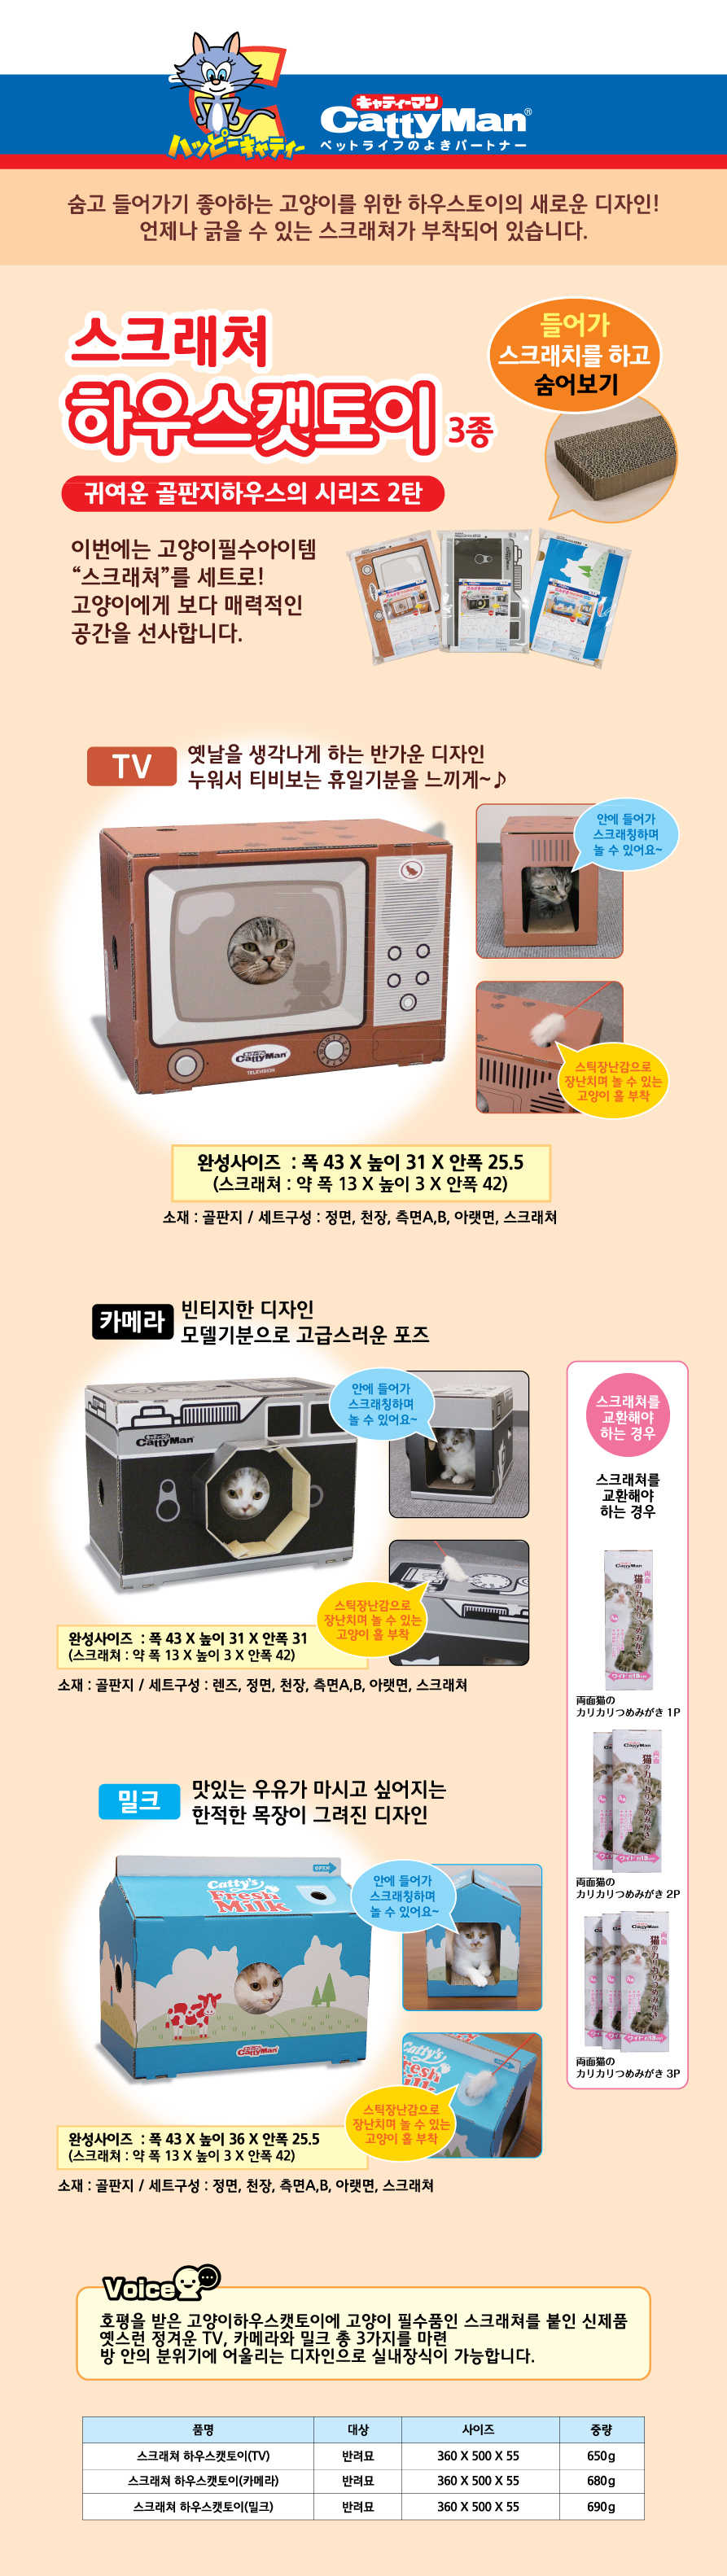 ハッピーキャティー
キャティーマン
CattyMan®
ペットライフのよきパートナー
숨고 들어가기 좋아하는 고양이를 위한 하우스토이의 새로운 디자인!
언제나 긁을 수 있는 스크래쳐가 부착되어 있습니다.
스크래쳐
하우스캣토이 3종
들어가
스크래치를 하고
숨어보기
귀여운 골판지하우스의 시리즈 2탄
이번에는 고양이필수아이템
“스크래쳐”를 세트로!
고양이에게 보다 매력적인
공간을 선사합니다.
TV
옛날을 생각나게 하는 반가운 디자인
누워서 티비보는 휴일기분을 느끼게~♪
안에 들어가
스크래칭하며
놀 수 있어요~
CattyMan
TELEVISION
스틱장난감으로
장난치며 놀 수 있는
고양이 홀 부착
완성사이즈 : 폭 43 X 높이 31 X 안폭 25.5
(스크래쳐 : 약 폭 13 X 높이 3 X 안폭 42)
소재 : 골판지 / 세트구성 : 정면, 천장, 측면A,B, 아랫면, 스크래쳐
카메라
빈티지한 디자인
모델기분으로 고급스러운 포즈
안에 들어가
스크래칭하며
놀 수 있어요~
CattyMan
스틱장난감으로
장난치며 놀 수 있는
고양이 홀 부착
완성사이즈 : 폭 43 X 높이 31 X 안폭 31
(스크래쳐 : 약 폭 13 X 높이 3 X 안폭 42)
소재 : 골판지 / 세트구성 : 렌즈, 정면, 천장, 측면A,B, 아랫면, 스크래쳐
스크래쳐를
교환해야
하는 경우
스크래쳐를
교환해야
하는 경우
両面猫の
カリカリつめみがき 1P
両面猫の
カリカリつめみがき 2P
両面猫の
カリカリつめみがき 3P
밀크
맛있는 우유가 마시고 싶어지는
한적한 목장이 그려진 디자인
OPEN
Catty's
Fresh
Milk
CattyMan
안에 들어가
스크래칭하며
놀 수 있어요~
스틱장난감으로
장난치며 놀 수 있는
고양이 홀 부착
완성사이즈 : 폭 43 X 높이 36 X 안폭 25.5
(스크래쳐 : 약 폭 13 X 높이 3 X 안폭 42)
소재 : 골판지 / 세트구성 : 정면, 천장, 측면A,B, 아랫면, 스크래쳐
Voice
호평을 받은 고양이하우스캣토이에 고양이 필수품인 스크래쳐를 붙인 신제품
옛스런 정겨운 TV, 카메라와 밀크 총 3가지를 마련
방 안의 분위기에 어울리는 디자인으로 실내장식이 가능합니다.
품명 대상 사이즈 중량
스크래쳐 하우스캣토이(TV) 반려묘 360 X 500 X 55 650g
스크래쳐 하우스캣토이(카메라) 반려묘 360 X 500 X 55 680g
스크래쳐 하우스캣토이(밀크) 반려묘 360 X 500 X 55 690g